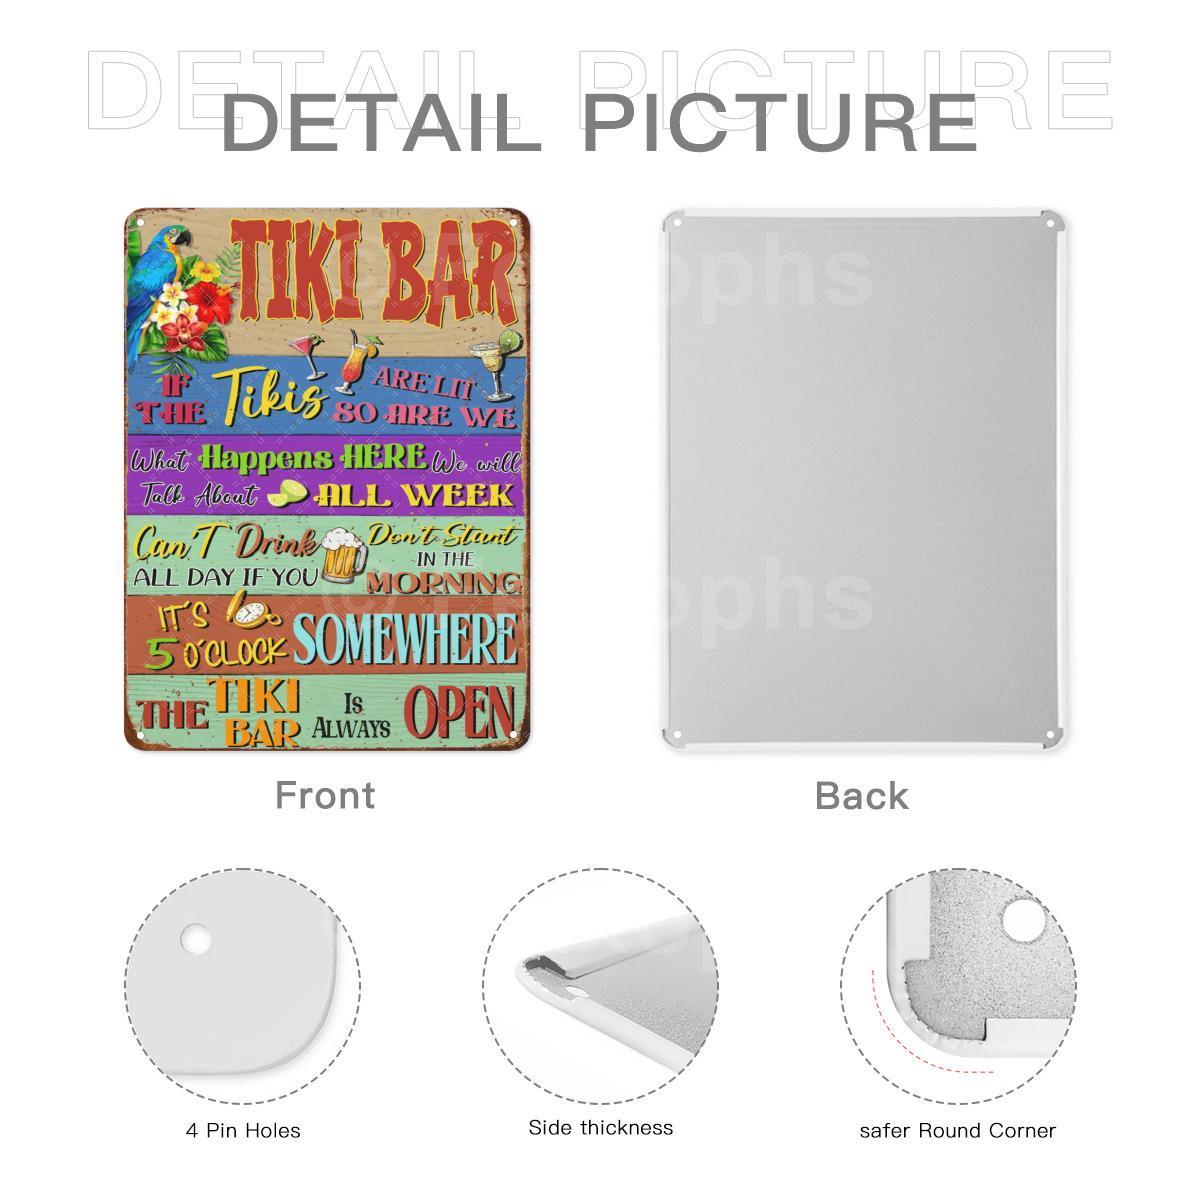 DETAIL PICTURE
DETAIL PICTURE
TIKI BAR
IF THE Tikis ARE LIT SO ARE WE
What Happens HERE We will
Talk About ALL WEEK
Can'T Drink Don't Start
ALL DAY IF YOU IN THE MORNING
IT'S 5 O'CLOCK SOMEWHERE
THE TIKI BAR Is Always OPEN
Front
Back
4 Pin Holes
Side thickness
safer Round Corner